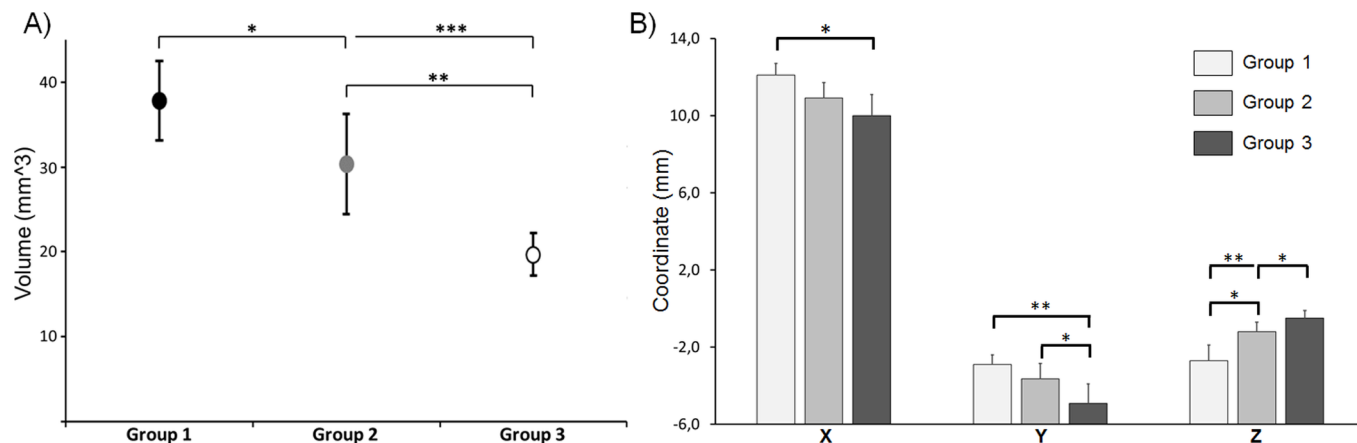 A)
* ***
**
Volume (mm^3)
40
30
20
10
Group 1 Group 2 Group 3
B)
Coordinate (mm)
14,0
10,0
6,0
2,0
-2,0
-6,0
*
Group 1
Group 2
Group 3
**
*
** *
*
X Y Z